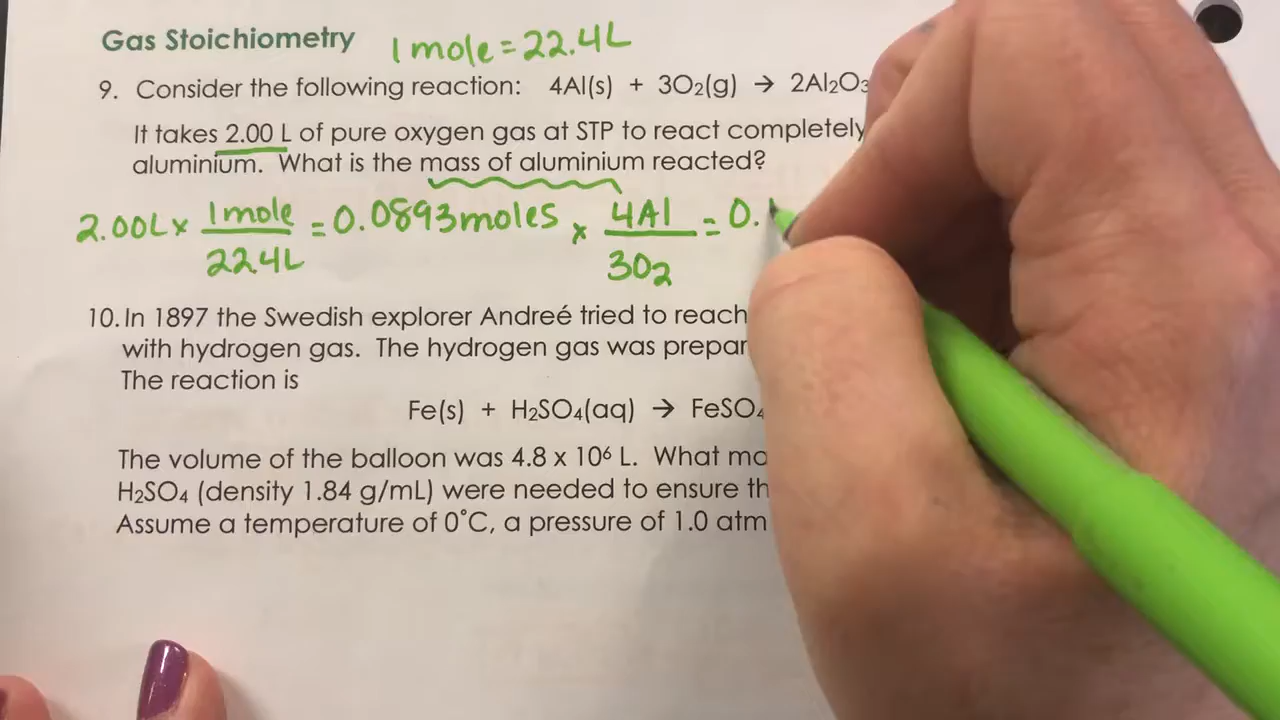 Gas Stoichiometry 1 mole = 22.4L
9. Consider the following reaction: 4Al(s) + 3O₂(g) → 2Al₂O₃
It takes 2.00 L of pure oxygen gas at STP to react completely
aluminium. What is the mass of aluminium reacted?
2.00L x 1mole / 22.4L = 0.0893 moles x 4Al / 3O₂ = 0.
10. In 1897 the Swedish explorer Andreé tried to reach
with hydrogen gas. The hydrogen gas was prepar
The reaction is
Fe(s) + H₂SO₄(aq) → FeSO₄
The volume of the balloon was 4.8 x 10⁶ L. What
H₂SO₄ (density 1.84 g/mL) were needed to ensure th
Assume a temperature of 0˚C, a pressure of 1.0 atm